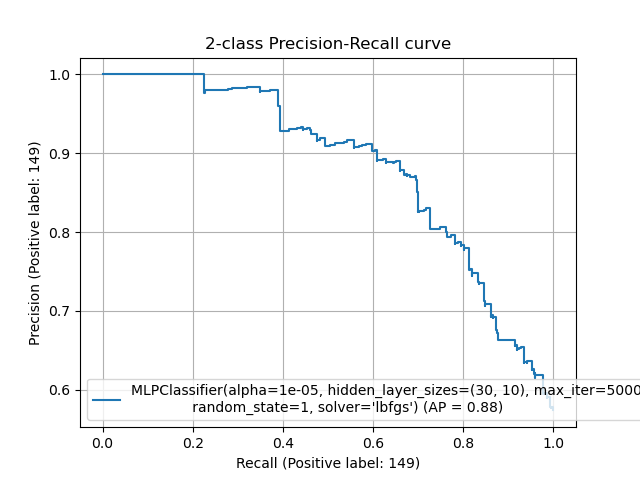 2-class Precision-Recall curve
1.0
0.9
0.8
0.7
0.6
Precision (Positive label: 149)
MLPClassifier(alpha=1e-05, hidden_layer_sizes=(30, 10), max_iter=5000
random_state=1, solver='lbfgs') (AP = 0.88)
0.0 0.2 0.4 0.6 0.8 1.0
Recall (Positive label: 149)